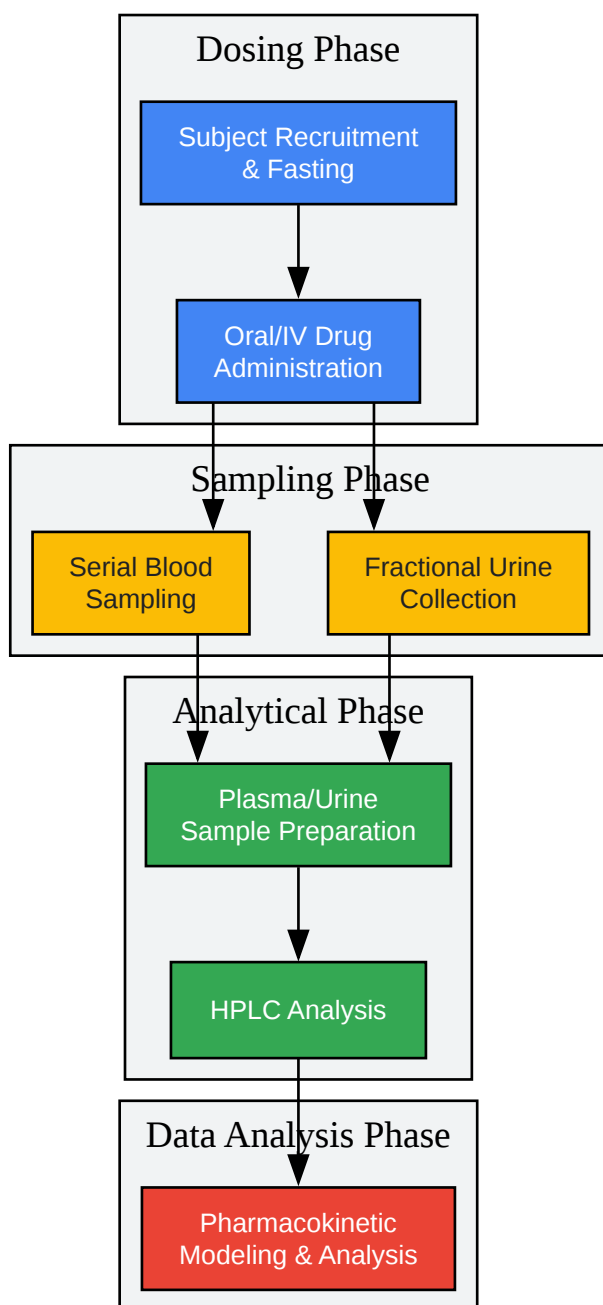 Dosing Phase
Subject Recruitment
& Fasting
Oral/IV Drug
Administration
Sampling Phase
Serial Blood
Sampling
Fractional Urine
Collection
Analytical Phase
Plasma/Urine
Sample Preparation
HPLC Analysis
Data Analysis Phase
Pharmacokinetic
Modeling & Analysis